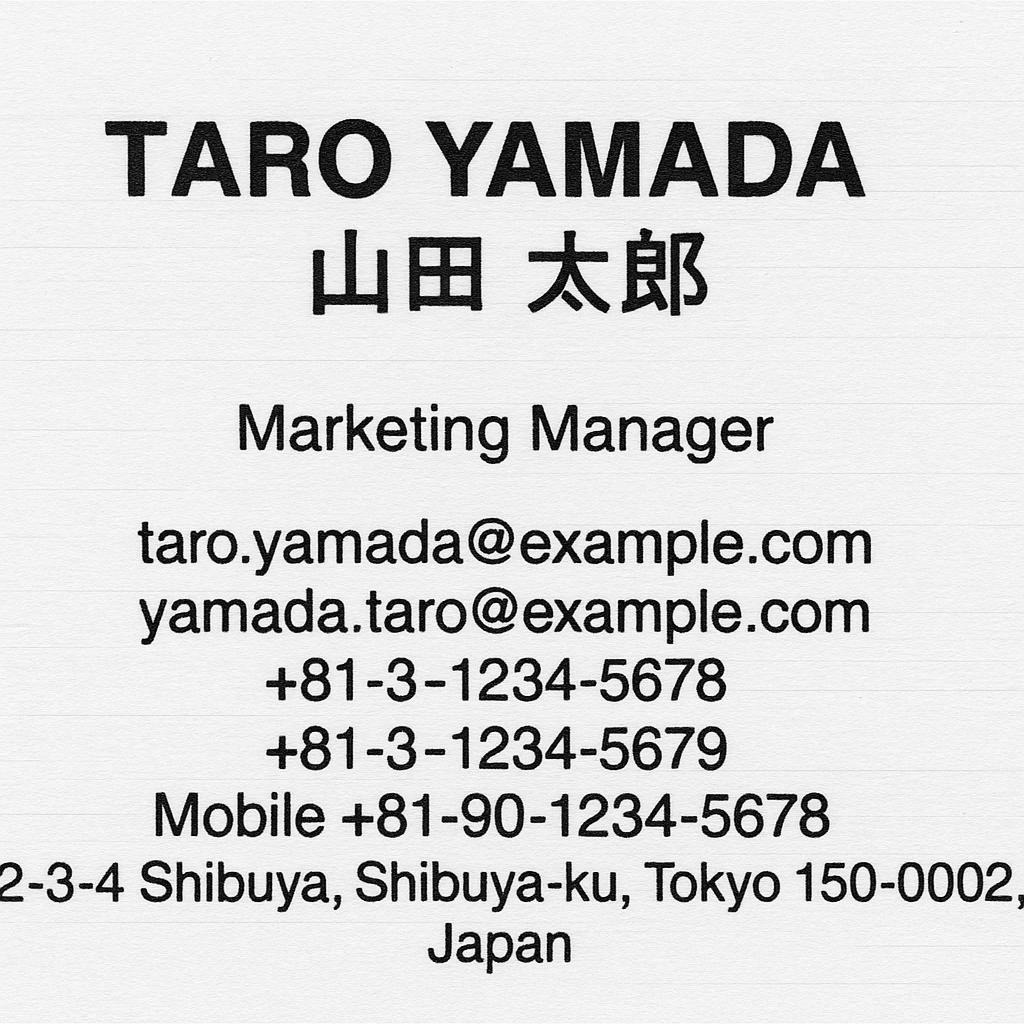 TARO YAMADA
山田 太郎
Marketing Manager
taro.yamada@example.com
yamada.taro@example.com
+81-3-1234-5678
+81-3-1234-5679
Mobile +81-90-1234-5678
2-3-4 Shibuya, Shibuya-ku, Tokyo 150-0002,
Japan